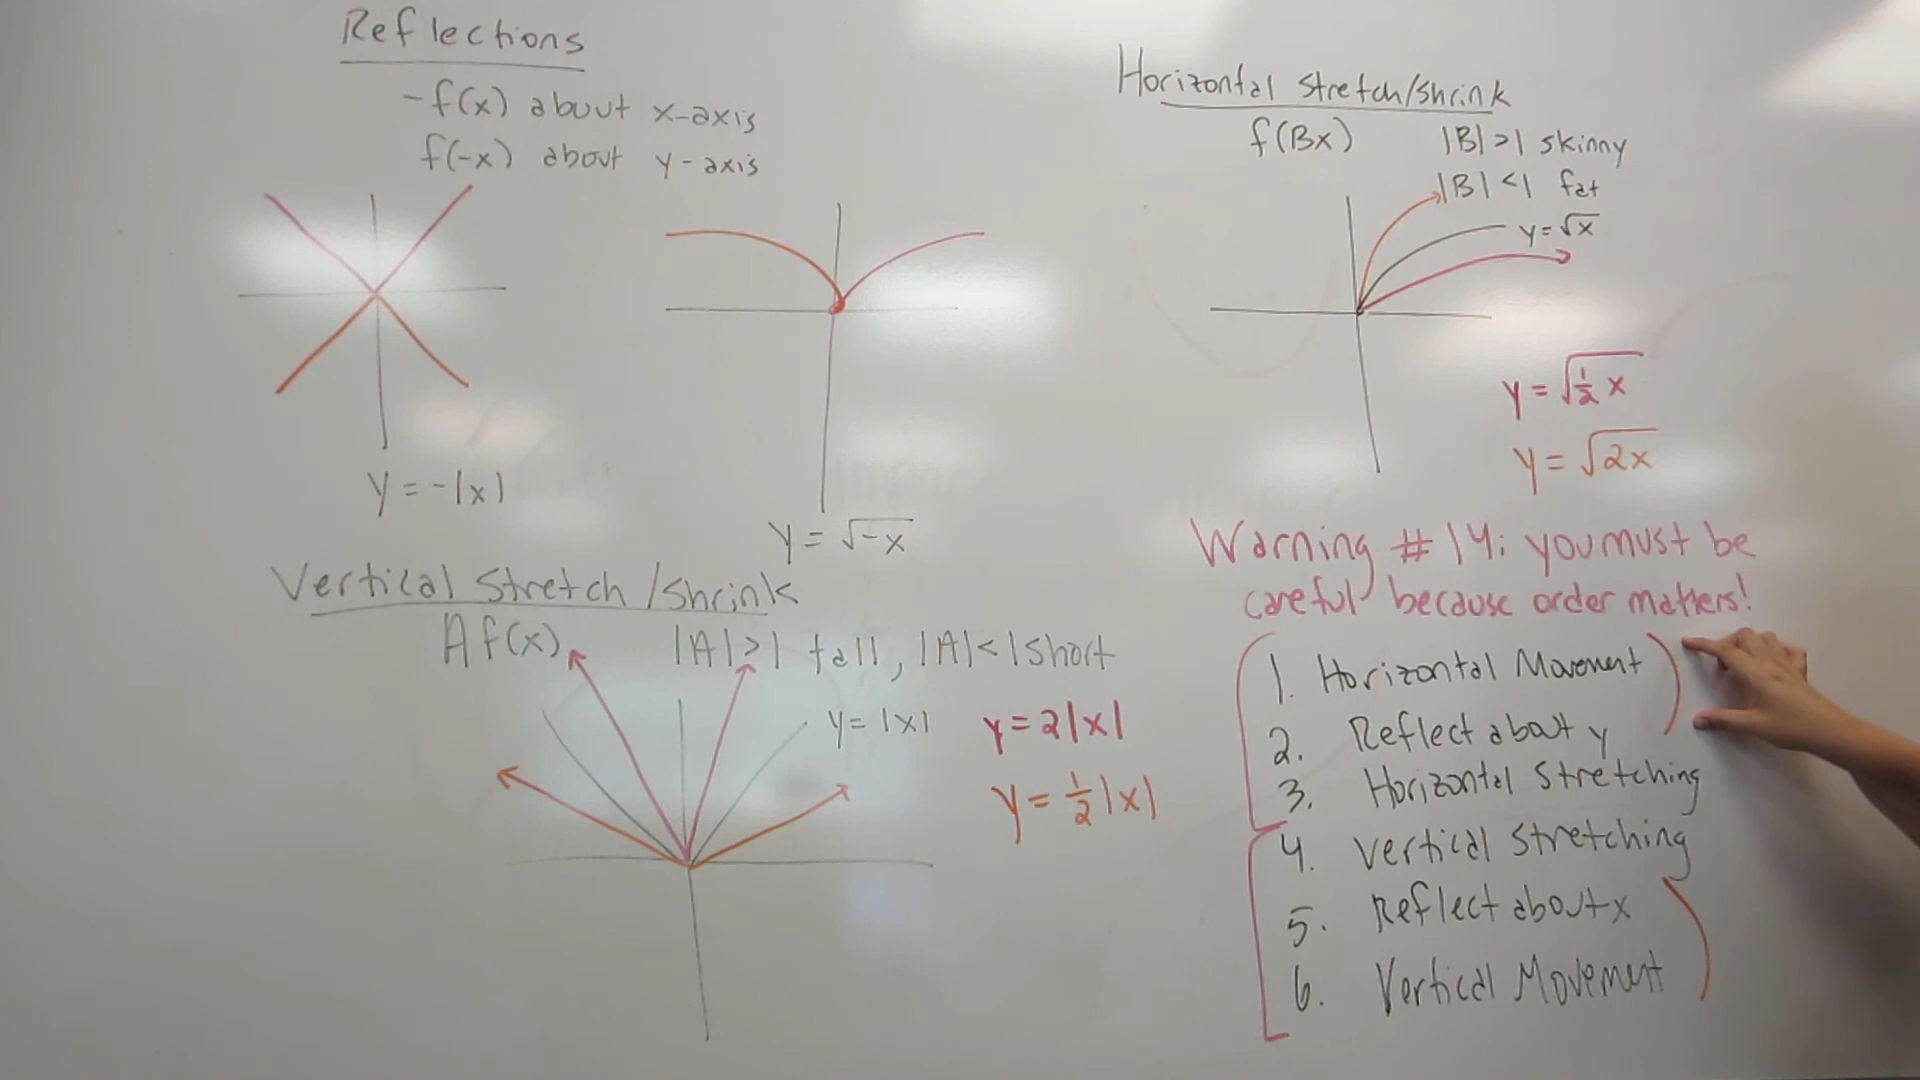 Reflections
-f(x) about x-axis
f(-x) about y-axis
y = -|x|
y = √-x
Vertical Stretch/Shrink
A f(x) |A|>1 tall, |A|<1 short
y = |x| y = 2|x|
y = 1/2|x|
Horizontal Stretch/Shrink
f(Bx) |B|>1 skinny
|B|<1 fat
y = √x
y = √1/2 x
y = √2x
Warning #14: you must be
careful because order matters!
1. Horizontal Movement
2. Reflect about y
3. Horizontal Stretching
4. Vertical Stretching
5. Reflect about x
6. Vertical Movement